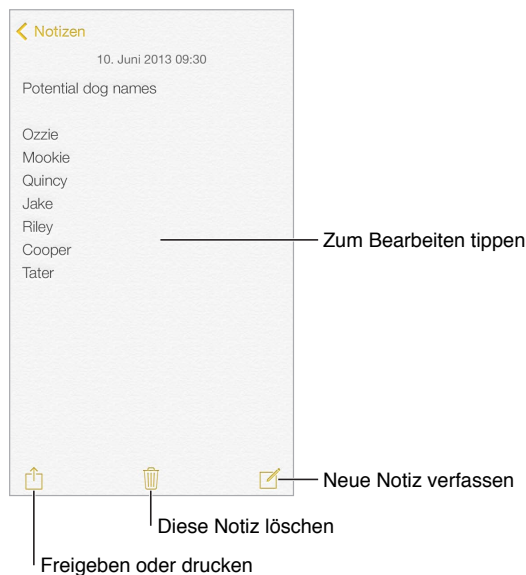 Notizen
10. Juni 2013 09:30
Potential dog names
Ozzie
Mookie
Quincy
Jake
Riley
Cooper
Tater
Zum Bearbeiten tippen
Neue Notiz verfassen
Diese Notiz löschen
Freigeben oder drucken